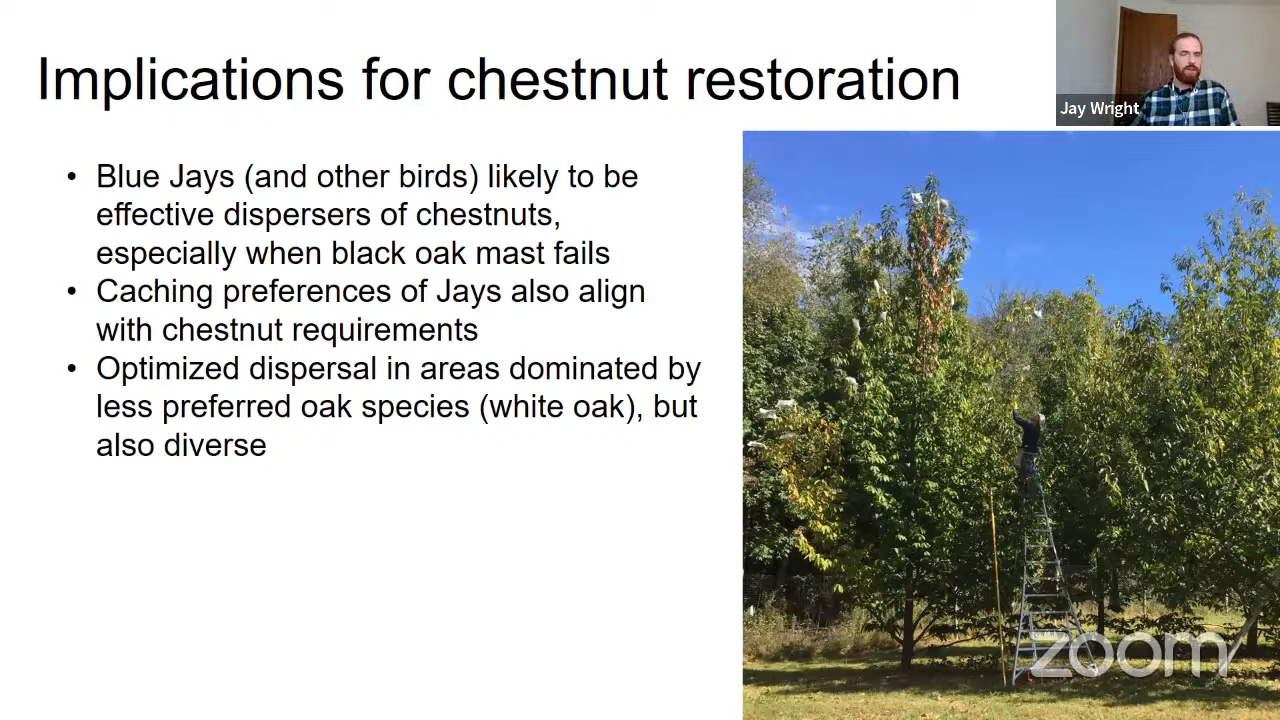 Implications for chestnut restoration
Jay Wright
• Blue Jays (and other birds) likely to be
effective dispersers of chestnuts,
especially when black oak mast fails
• Caching preferences of Jays also align
with chestnut requirements
• Optimized dispersal in areas dominated by
less preferred oak species (white oak), but
also diverse
zoom